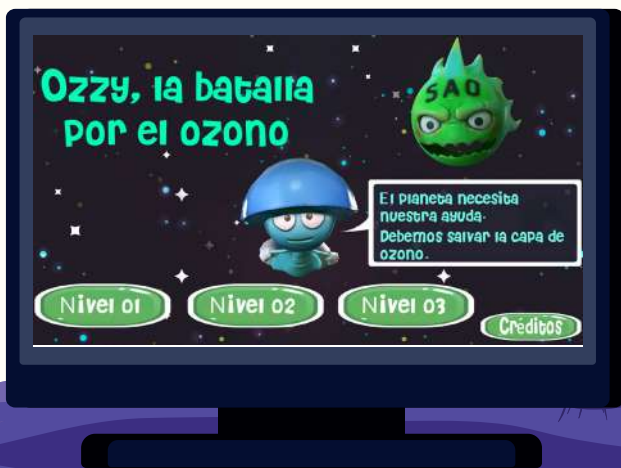 Ozzy, la batalla
por el ozono
SAO
El planeta necesita
nuestra ayuda.
Debemos salvar la capa de
ozono.
Nivel 01
Nivel 02
Nivel 03
Créditos